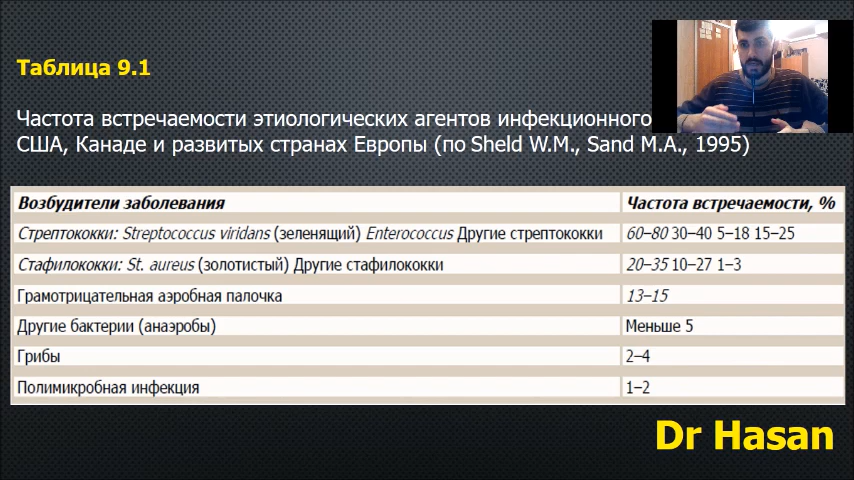 Таблица 9.1
Частота встречаемости этиологических агентов инфекционного
США, Канаде и развитых странах Европы (по Sheld W.M., Sand M.A., 1995)
Возбудители заболевания Частота встречаемости, %
Стрептококки: Streptococcus viridans (зеленящий) Enterococcus Другие стрептококки 60–80 30–40 5–18 15–25
Стафилококки: St. aureus (золотистый) Другие стафилококки 20–35 10–27 1–3
Грамотрицательная аэробная палочка 13–15
Другие бактерии (анаэробы) Меньше 5
Грибы 2–4
Полимикробная инфекция 1–2
Dr Hasan